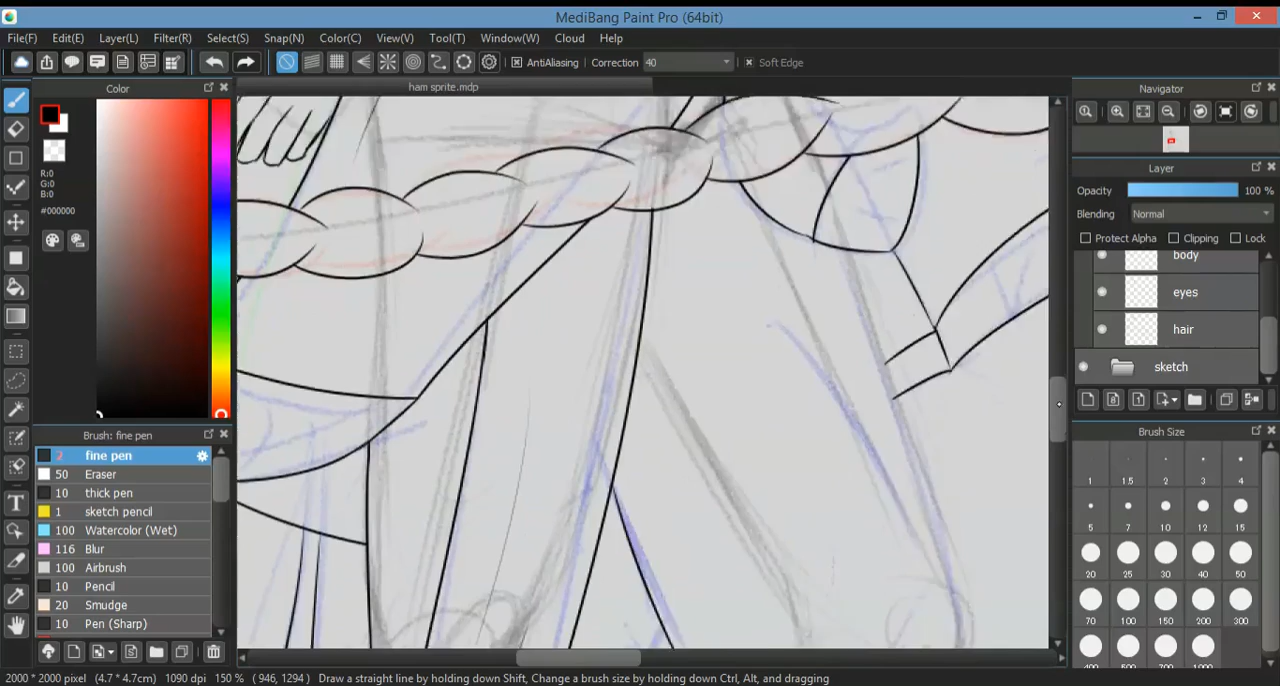 MediBang Paint Pro (64bit)
File(F) Edit(E) Layer(L) Filter(R) Select(S) Snap(N) Color(C) View(V) Tool(T) Window(W) Cloud Help
AntiAliasing Correction 40 Soft Edge
Color
R:0
G:0
B:0
#000000
Brush: fine pen
2 fine pen
50 Eraser
10 thick pen
1 sketch pencil
100 Watercolor (Wet)
116 Blur
100 Airbrush
10 Pencil
20 Smudge
10 Pen (Sharp)
ham sprite.mdp
Navigator
Layer
Opacity 100 %
Blending Normal
Protect Alpha Clipping Lock
body
eyes
hair
sketch
Brush Size
1 1.5 2 3 4
5 7 10 12 15
20 25 30 40 50
70 100 150 200 300
400 500 700 1000
2000 * 2000 pixel (4.7 * 4.7cm) 1090 dpi 150 % ( 946, 1294 ) Draw a straight line by holding down Shift, Change a brush size by holding down Ctrl, Alt, and dragging